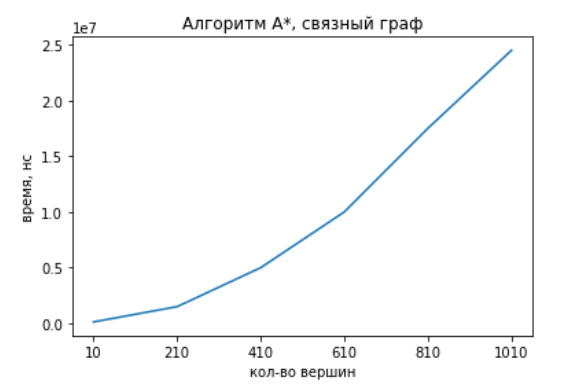 Алгоритм А*, связный граф
1e7
2.5
2.0
1.5
1.0
0.5
0.0
время, нс
10 210 410 610 810 1010
кол-во вершин